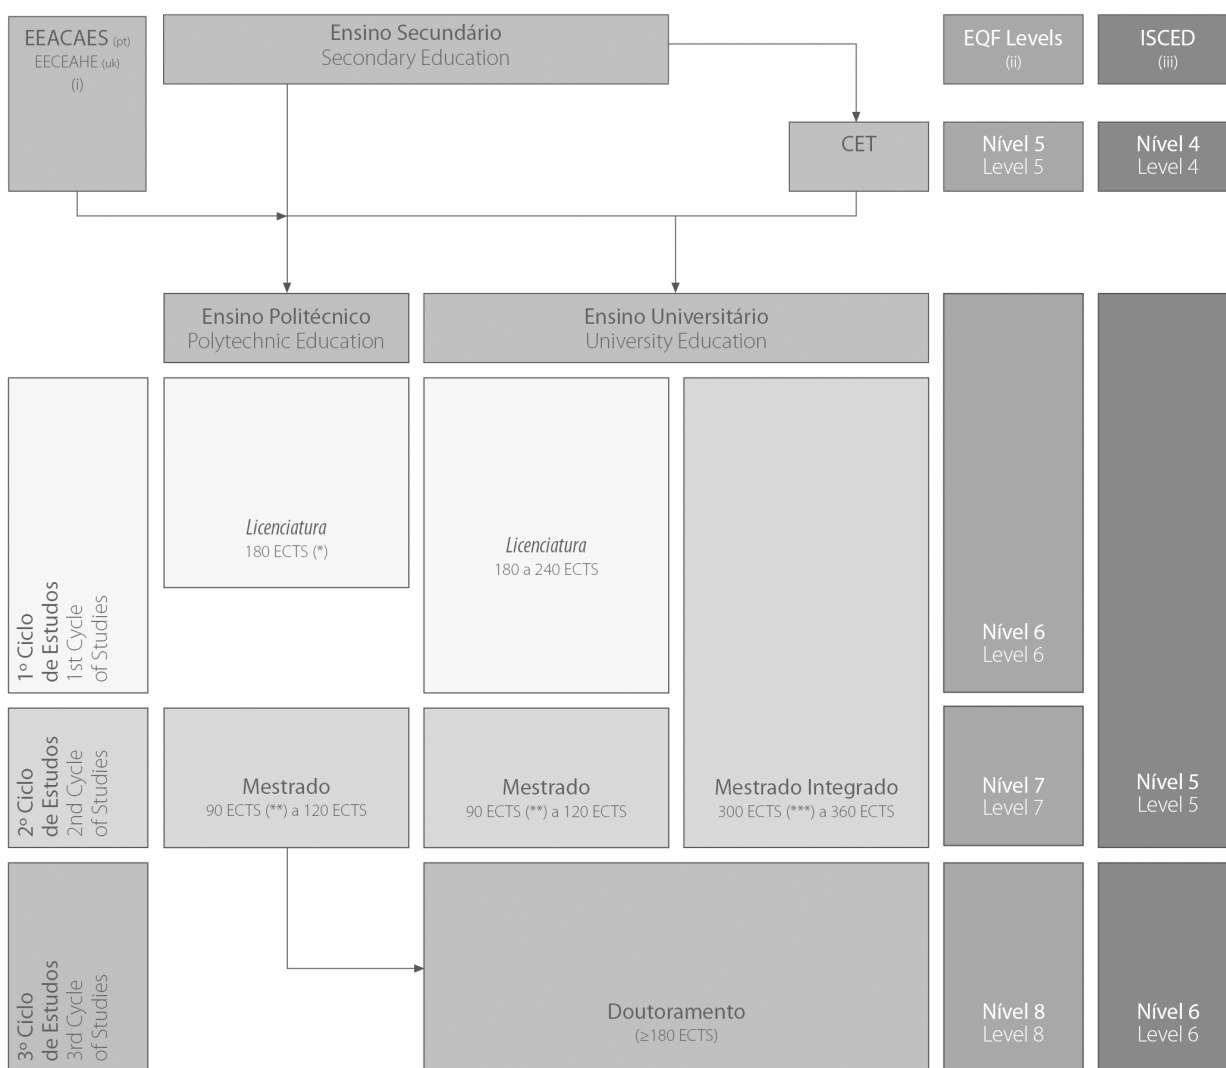 EEACAES (pt)
EECEAHE (uk)
(i)
Ensino Secundário
Secondary Education
EQF Levels
(ii)
ISCED
(iii)
CET
Nível 5
Level 5
Nível 4
Level 4
Ensino Politécnico
Polytechnic Education
Ensino Universitário
University Education
1º Ciclo
de Estudos
1st Cycle
of Studies
Licenciatura
180 ECTS (*)
Licenciatura
180 a 240 ECTS
Nível 6
Level 6
2º Ciclo
de Estudos
2nd Cycle
of Studies
Mestrado
90 ECTS (**) a 120 ECTS
Mestrado
90 ECTS (**) a 120 ECTS
Mestrado Integrado
300 ECTS (***) a 360 ECTS
Nível 7
Level 7
Nível 5
Level 5
3º Ciclo
de Estudos
3rd Cycle
of Studies
Doutoramento
(≥180 ECTS)
Nível 8
Level 8
Nível 6
Level 6